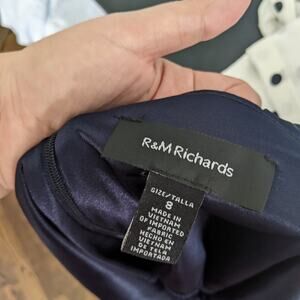 R&M Richards
SIZE/TALLA
8
MADE IN
VIETNAM
OF IMPORTED
FABRIC
HECHO EN
VIETNAM
DE TELA
IMPORTADA